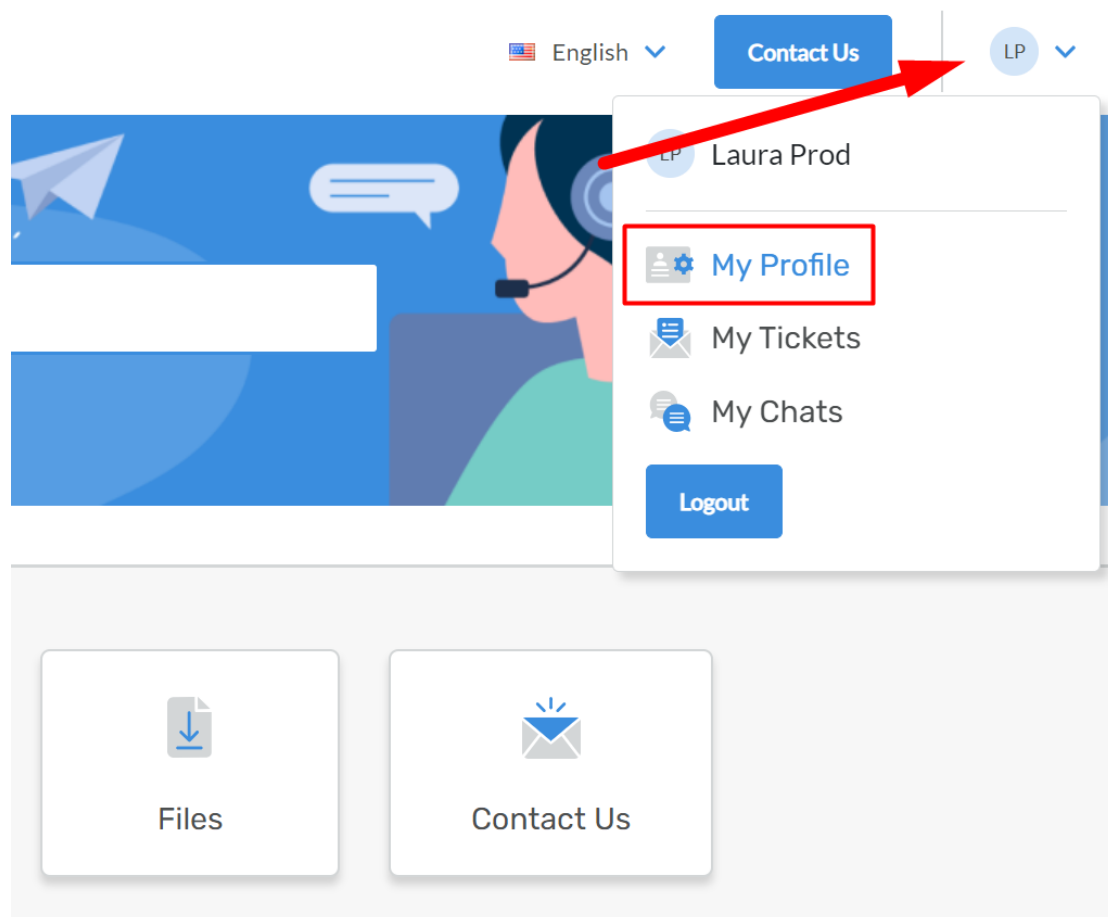 English
Contact Us
LP
LP
Laura Prod
My Profile
My Tickets
My Chats
Logout
Files
Contact Us